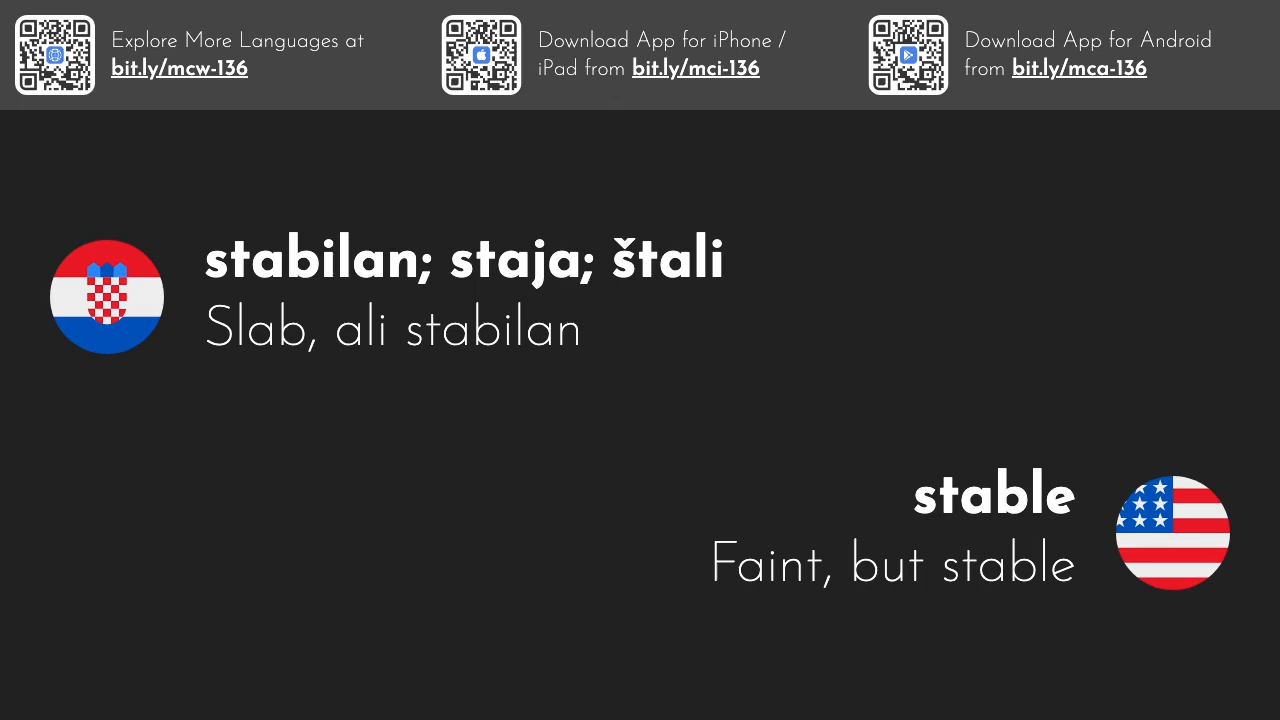 Explore More Languages at
bit.ly/mcw-136
Download App for iPhone /
iPad from bit.ly/mci-136
Download App for Android
from bit.ly/mca-136
stabilan; staja; štali
Slab, ali stabilan
stable
Faint, but stable